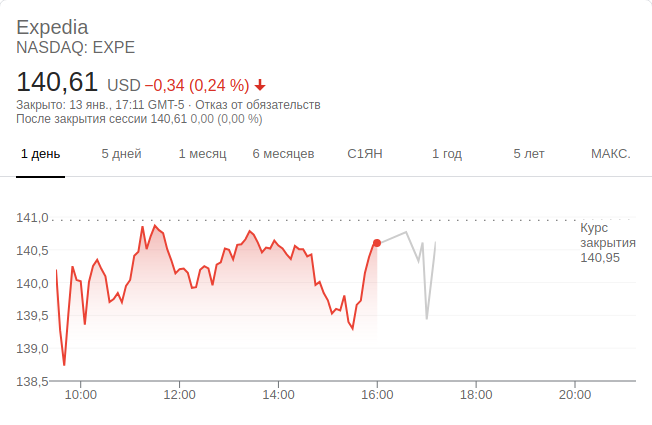 Expedia
NASDAQ: EXPE
140,61 USD −0,34 (0,24 %)
Закрыто: 13 янв., 17:11 GMT-5 · Отказ от обязательств
После закрытия сессии 140,61 0,00 (0,00 %)
1 день 5 дней 1 месяц 6 месяцев С1ЯН 1 год 5 лет МАКС.
141,0
Курс
закрытия
140,95
140,5
140,0
139,5
139,0
138,5
10:00 12:00 14:00 16:00 18:00 20:00